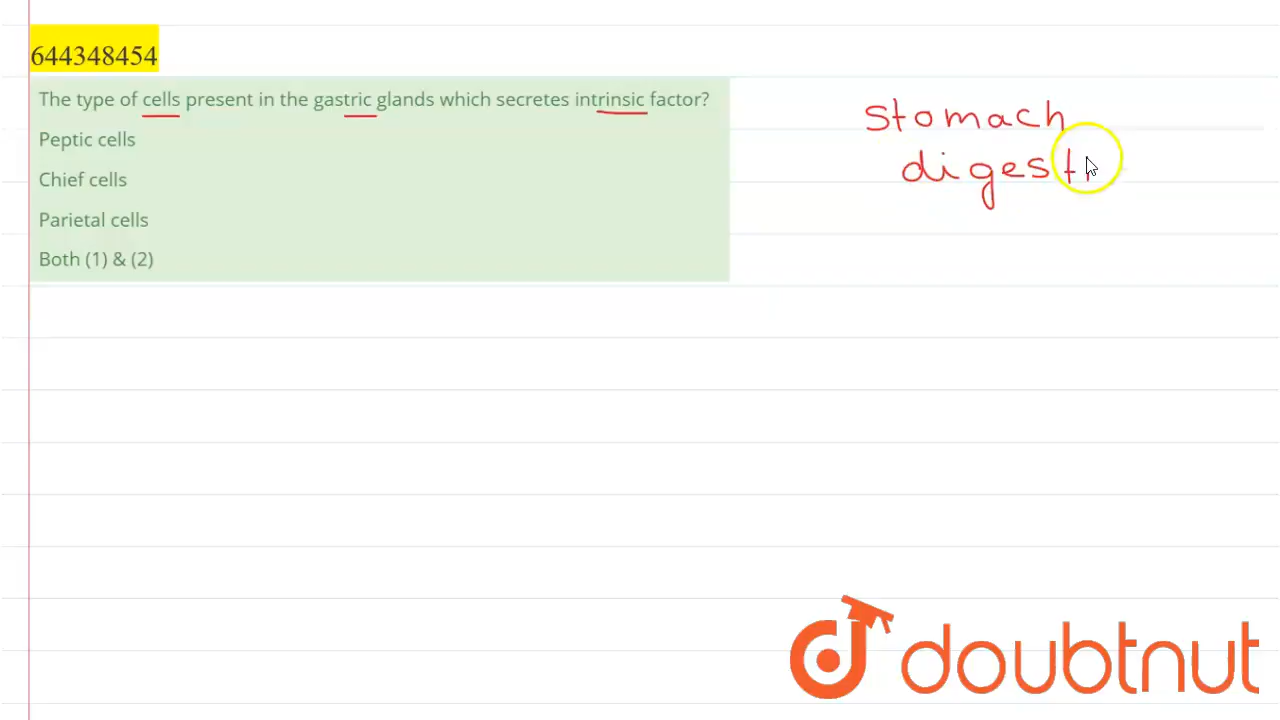 644348454
The type of cells present in the gastric glands which secretes intrinsic factor?
Peptic cells
Chief cells
Parietal cells
Both (1) & (2)
Stomach
digest
doubtnut